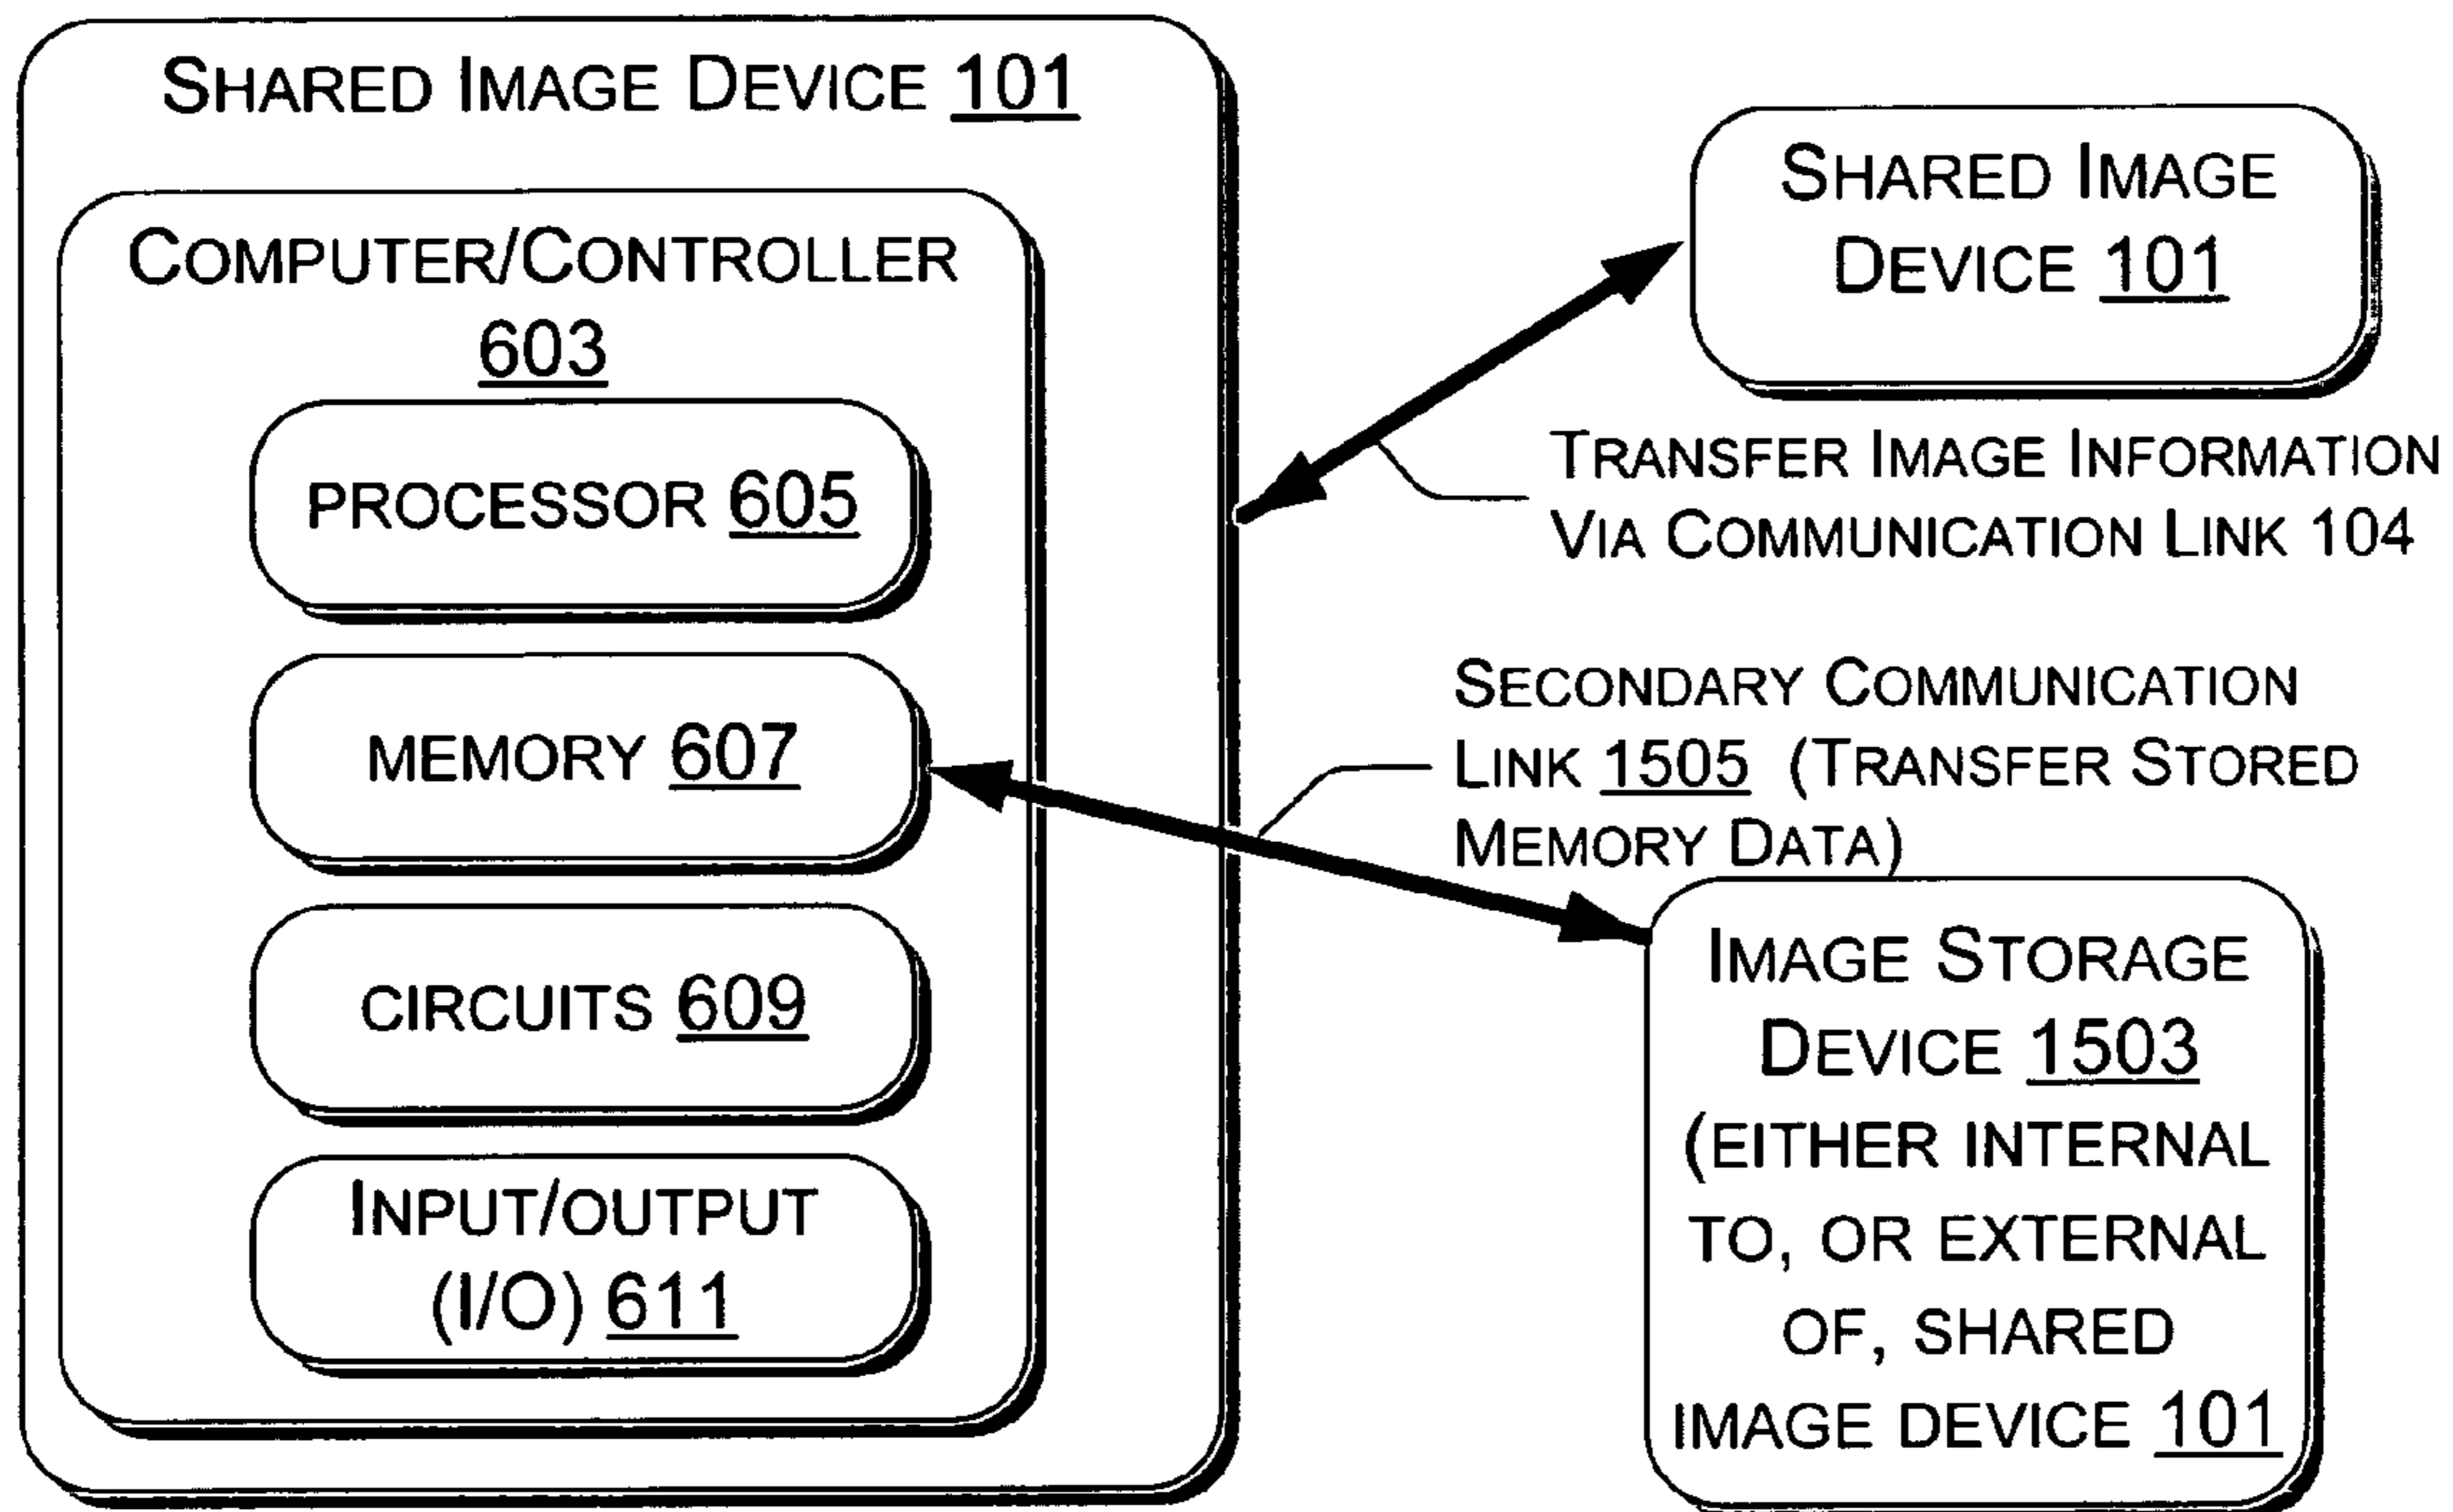 SHARED IMAGE DEVICE 101
COMPUTER/CONTROLLER
603
PROCESSOR 605
MEMORY 607
CIRCUITS 609
INPUT/OUTPUT
(I/O) 611
SHARED IMAGE
DEVICE 101
TRANSFER IMAGE INFORMATION
VIA COMMUNICATION LINK 104
SECONDARY COMMUNICATION
LINK 1505 (TRANSFER STORED
MEMORY DATA)
IMAGE STORAGE
DEVICE 1503
(EITHER INTERNAL
TO, OR EXTERNAL
OF, SHARED
IMAGE DEVICE 101